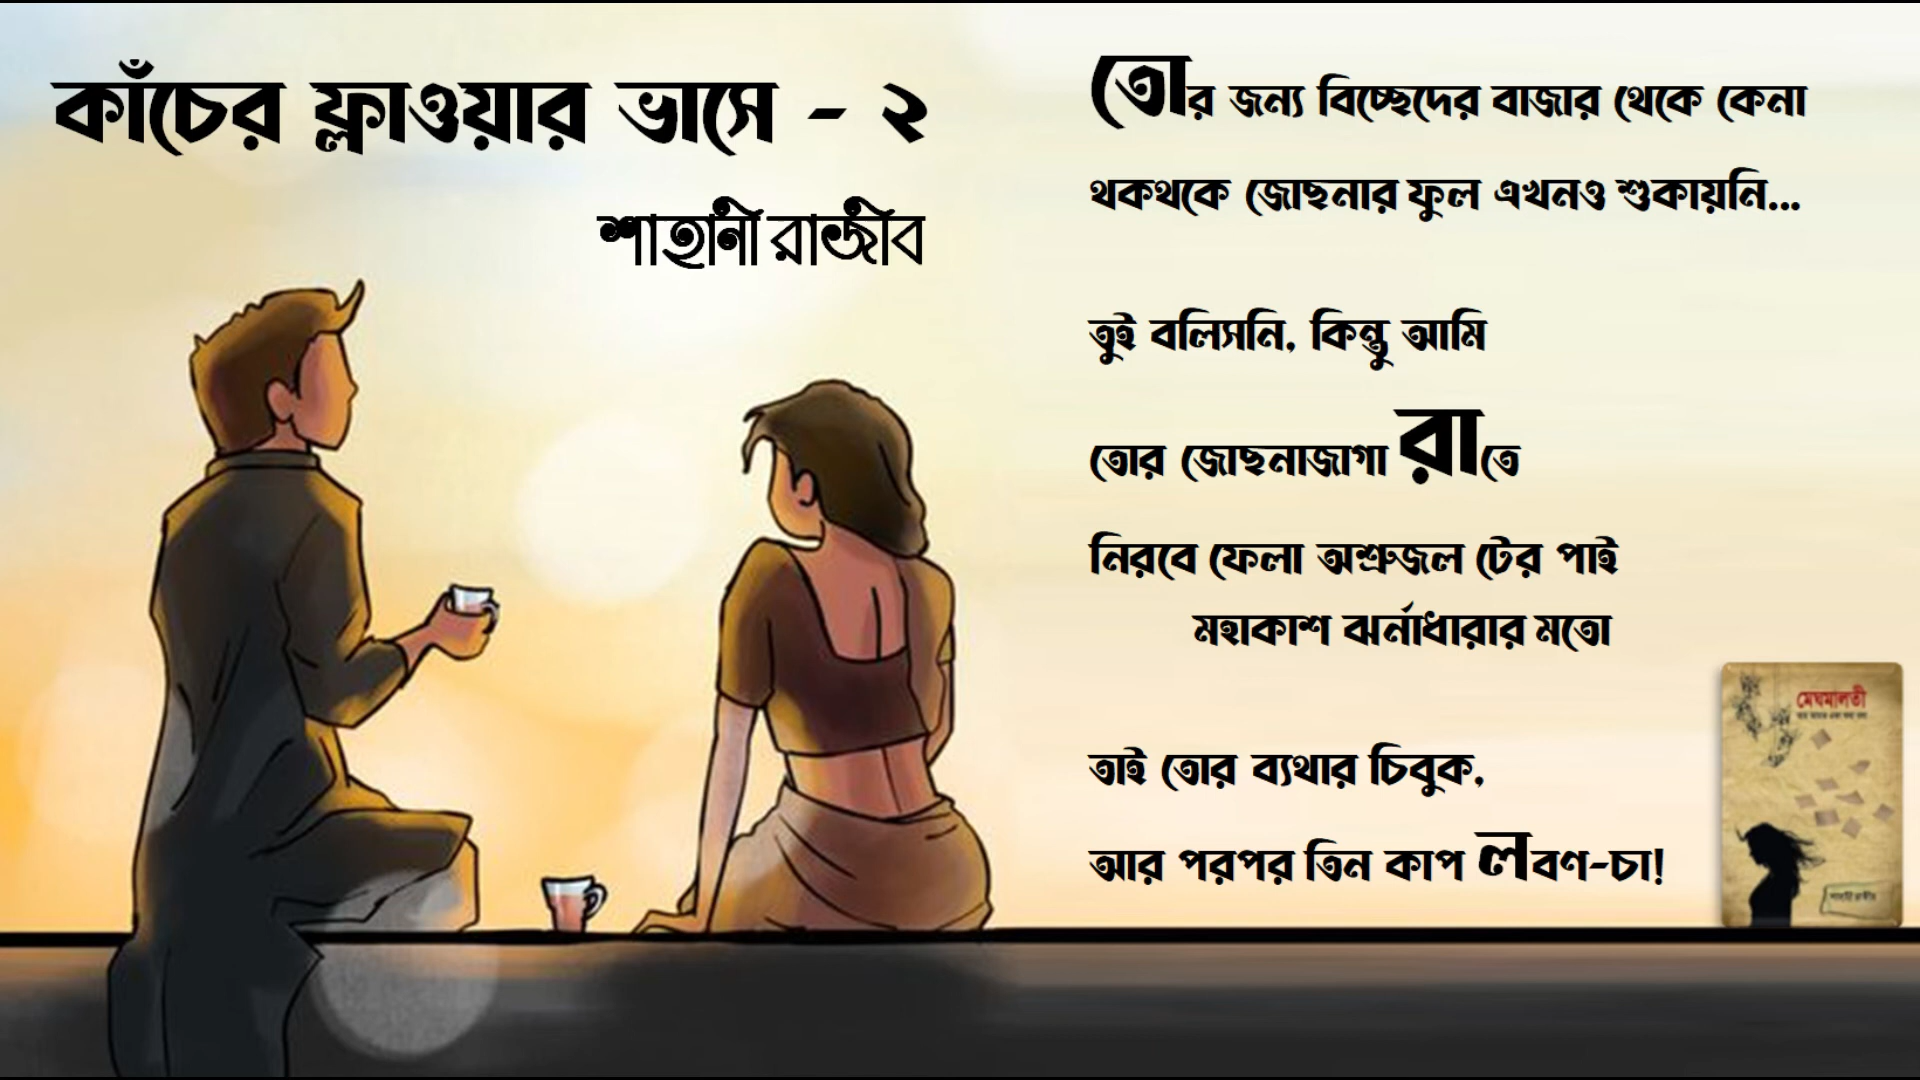 কাঁচের ফ্লাওয়ার ভাসে - ২
শাহানী রাজীব
তোর জন্য বিচ্ছেদের বাজার থেকে কেনা
থকথকে জোছনার ফুল এখনও শুকায়নি...
তুই বলিসনি, কিন্তু আমি
তোর জোছনাজাগা রাতে
নিরবে ফেলা অশ্রুজল টের পাই
মহাকাশ ঝর্নাধারার মতো
তাই তোর ব্যথার চিবুক,
আর পরপর তিন কাপ লবণ-চা!
মেঘমালতী